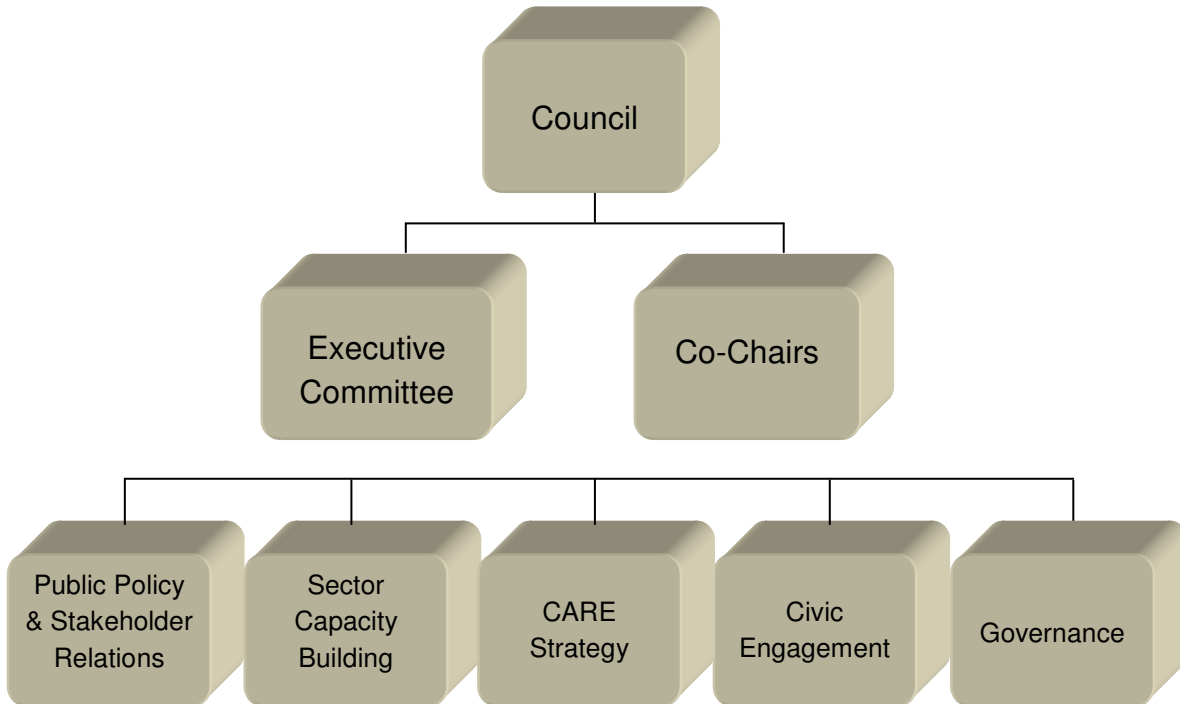 Council
Executive
Committee
Co-Chairs
Public Policy
& Stakeholder
Relations
Sector
Capacity
Building
CARE
Strategy
Civic
Engagement
Governance